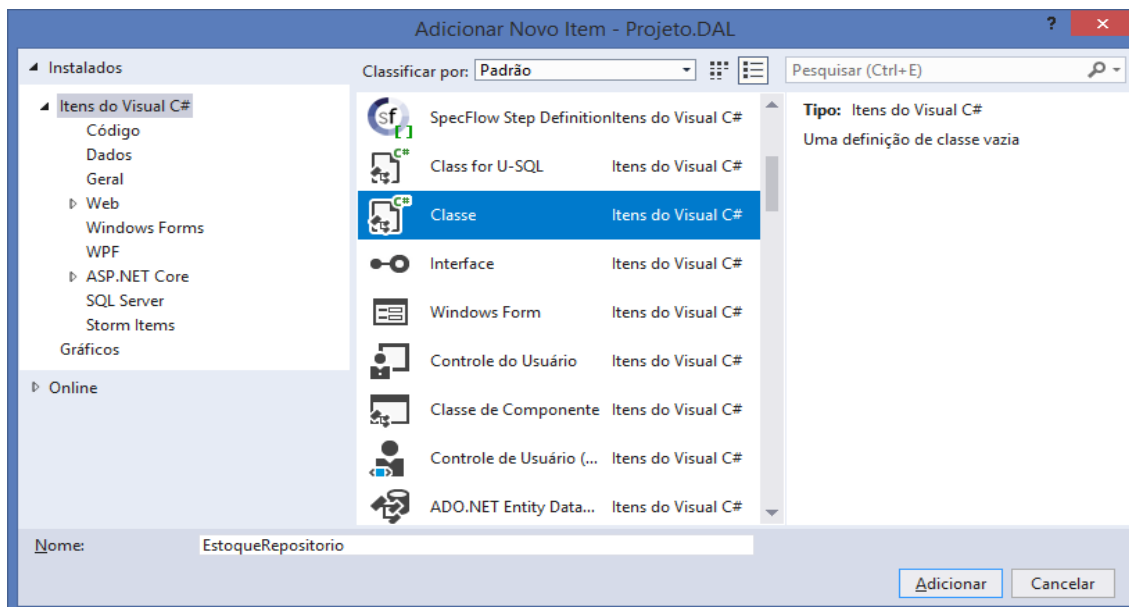 Adicionar Novo Item - Projeto.DAL
?
Instalados
Itens do Visual C#
Código
Dados
Geral
Web
Windows Forms
WPF
ASP.NET Core
SQL Server
Storm Items
Gráficos
Online
Classificar por: Padrão
Pesquisar (Ctrl+E)
SpecFlow Step DefinitionItens do Visual C#
Class for U-SQL Itens do Visual C#
Classe Itens do Visual C#
Interface Itens do Visual C#
Windows Form Itens do Visual C#
Controle do Usuário Itens do Visual C#
Classe de Componente Itens do Visual C#
Controle de Usuário (... Itens do Visual C#
ADO.NET Entity Data... Itens do Visual C#
Tipo: Itens do Visual C#
Uma definição de classe vazia
Nome: EstoqueRepositorio
Adicionar Cancelar